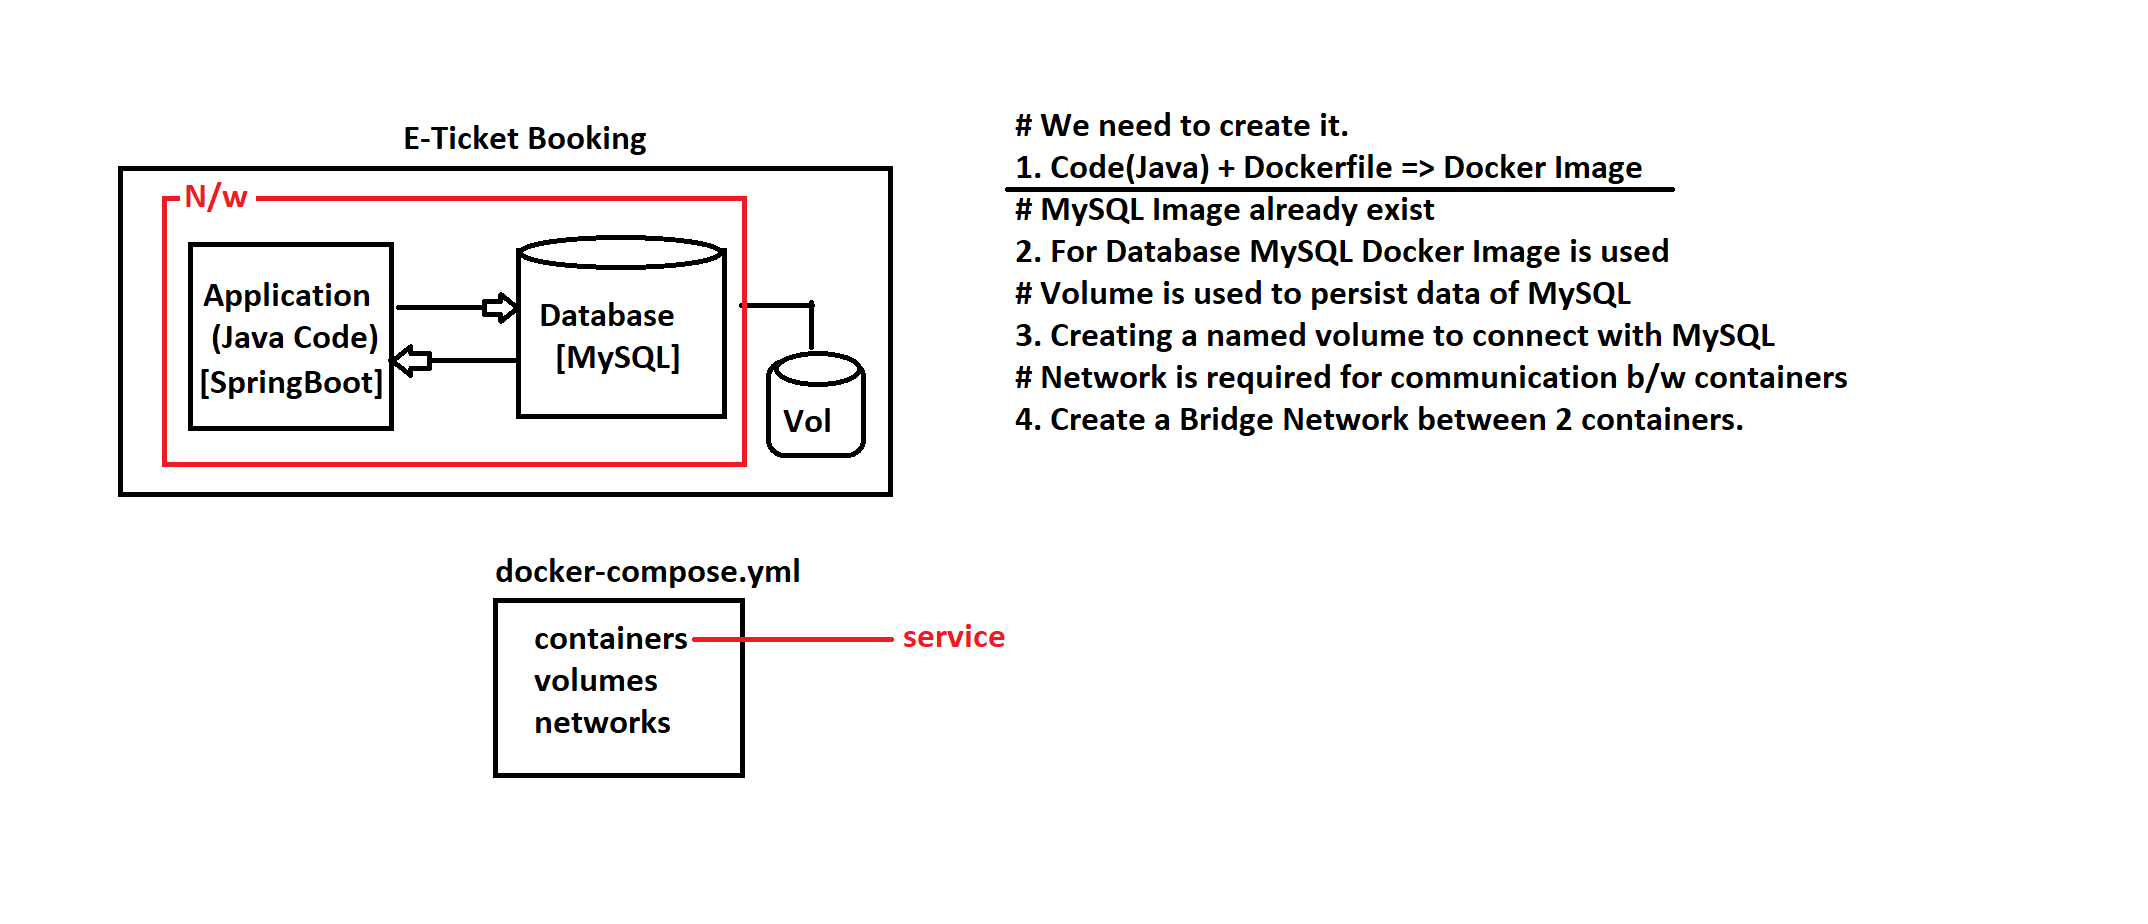 E-Ticket Booking
N/w
Application
(Java Code)
[SpringBoot]
Database
[MySQL]
Vol
# We need to create it.
1. Code(Java) + Dockerfile => Docker Image
# MySQL Image already exist
2. For Database MySQL Docker Image is used
# Volume is used to persist data of MySQL
3. Creating a named volume to connect with MySQL
# Network is required for communication b/w containers
4. Create a Bridge Network between 2 containers.
docker-compose.yml
containers
service
volumes
networks